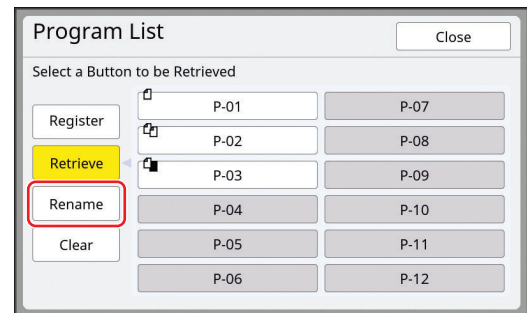 Program List
Close
Select a Button to be Retrieved
Register
Retrieve
Rename
Clear
P-01
P-02
P-03
P-04
P-05
P-06
P-07
P-08
P-09
P-10
P-11
P-12